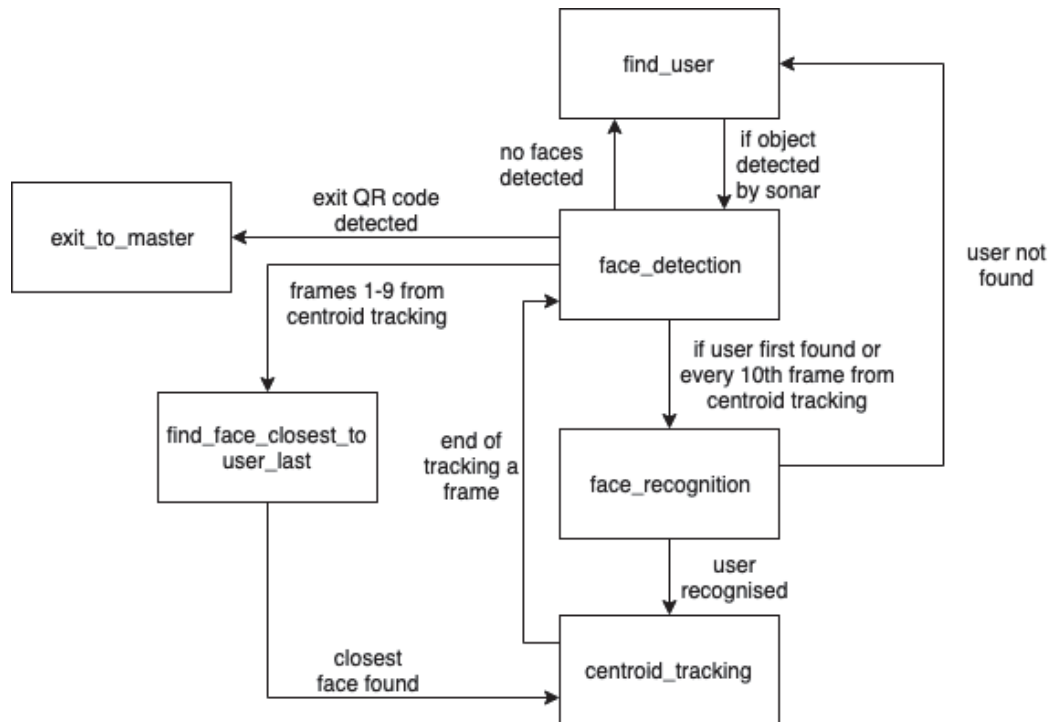 find_user
no faces
detected
if object
detected
by sonar
exit QR code
detected
exit_to_master
face_detection
user not
found
frames 1-9 from
centroid tracking
if user first found or
every 10th frame from
centroid tracking
find_face_closest_to
user_last
end of
tracking a
frame
face_recognition
user
recognised
closest
face found
centroid_tracking